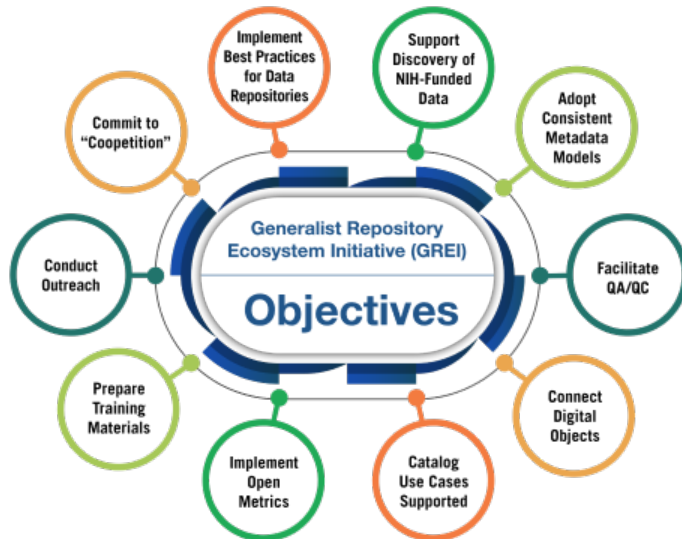 Implement
Best Practices
for Data
Repositories
Support
Discovery of
NIH-Funded
Data
Adopt
Consistent
Metadata
Models
Facilitate
QA/QC
Connect
Digital
Objects
Catalog
Use Cases
Supported
Implement
Open
Metrics
Prepare
Training
Materials
Conduct
Outreach
Commit to
“Coopetition”
Generalist Repository
Ecosystem Initiative (GREI)
Objectives